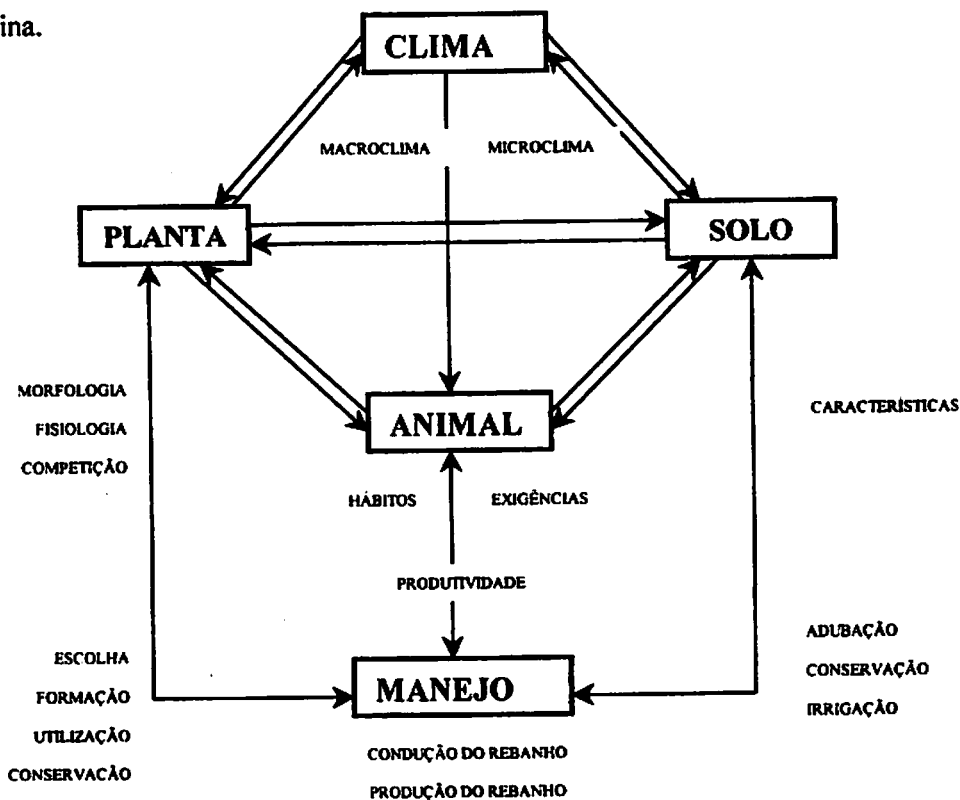 ina.
CLIMA
MACROCLIMA MICROCLIMA
PLANTA SOLO
MORFOLOGIA
FISIOLOGIA
COMPETIÇÃO
CARACTERÍSTICAS
ANIMAL
HÁBITOS EXIGÊNCIAS
PRODUTIVIDADE
ESCOLHA
FORMAÇÃO
UTILIZAÇÃO
CONSERVACÃO
ADUBAÇÃO
CONSERVAÇÃO
IRRIGAÇÃO
MANEJO
CONDUÇÃO DO REBANHO
PRODUÇÃO DO REBANHO